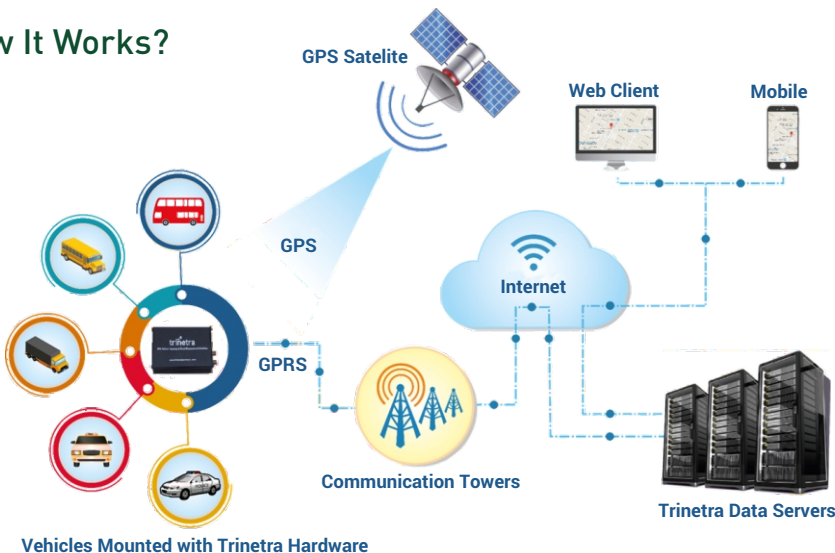 It Works?
GPS Satelite
Web Client
Mobile
GPS
Internet
trinetra
GPRS
Communication Towers
Trinetra Data Servers
Vehicles Mounted with Trinetra Hardware